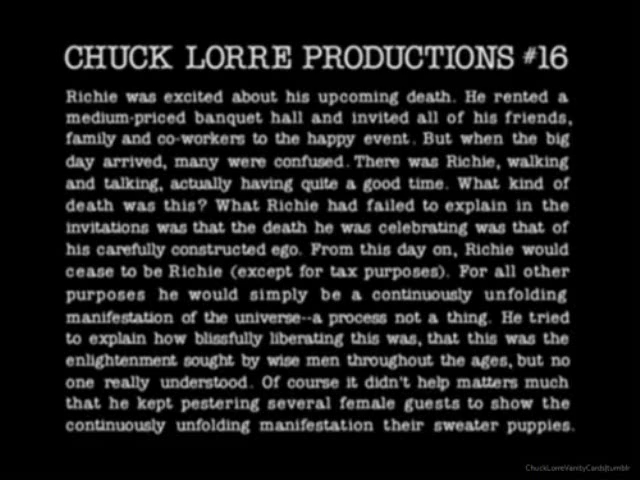 CHUCK LORRE PRODUCTIONS #16
Richie was excited about his upcoming death. He rented a
medium-priced banquet hall and invited all of his friends,
family and co-workers to the happy event. But when the big
day arrived, many were confused. There was Richie, walking
and talking, actually having quite a good time. What kind of
death was this? What Richie had failed to explain in the
invitations was that the death he was celebrating was that of
his carefully constructed ego. From this day on, Richie would
cease to be Richie (except for tax purposes). For all other
purposes he would simply be a continuously unfolding
manifestation of the universe--a process not a thing. He tried
to explain how blissfully liberating this was, that this was the
enlightenment sought by wise men throughout the ages, but no
one really understood. Of course it didn't help matters much
that he kept pestering several female guests to show the
continuously unfolding manifestation their sweater puppies.
ChuckLorreVanityCards|tumblr